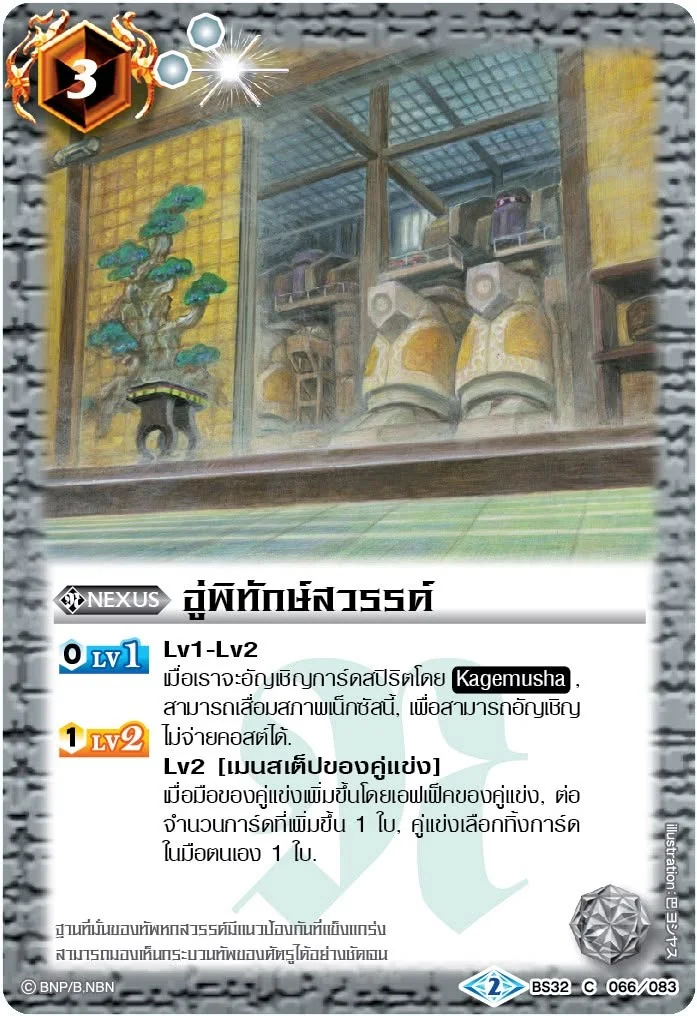 3
NEXUS
อู่พิทักษ์สวรรค์
0 LV1
Lv1-Lv2
เมื่อเราจะอัญเชิญการ์ดสปิริตโดย Kagemusha ,
สามารถเสื่อมสภาพเน็กซัสนี้, เพื่อสามารถอัญเชิญ
ไม่จ่ายคอสต์ได้.
1 LV2
Lv2 [เมนสเต็ปของคู่แข่ง]
เมื่อมือของคู่แข่งเพิ่มขึ้นโดยเอฟเฟ็คของคู่แข่ง, ต่อ
จำนวนการ์ดที่เพิ่มขึ้น 1 ใบ, คู่แข่งเลือกทิ้งการ์ด
ในมือตนเอง 1 ใบ.
illustration : 巴ヨシヤス
ฐานที่มั่นของทัพหกสวรรค์มีแนวป้องกันที่แข็งแกร่ง
สามารถมองเห็นกระบวนทัพของศัตรูได้อย่างชัดเจน
© BNP/B.NBN
2 BS32 C 066/083